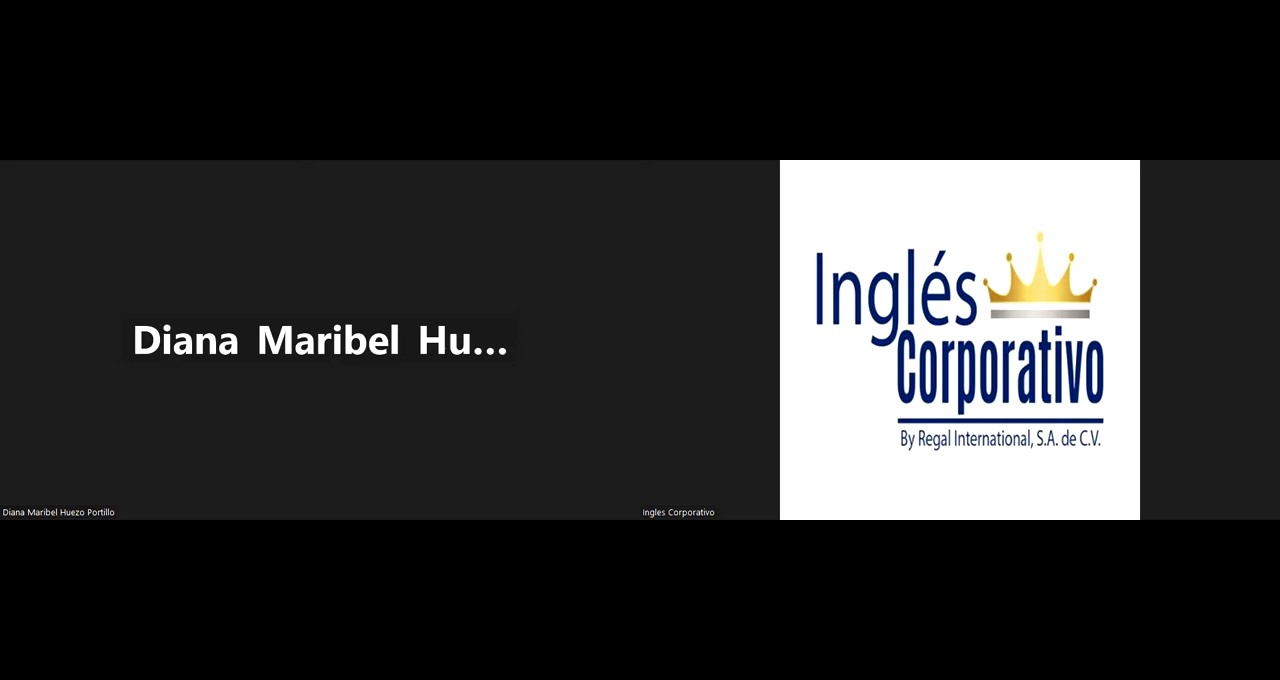 Diana Maribel Hu...
Diana Maribel Huezo Portillo
Inglés
Corporativo
By Regal International, S.A. de C.V.
Ingles Corporativo